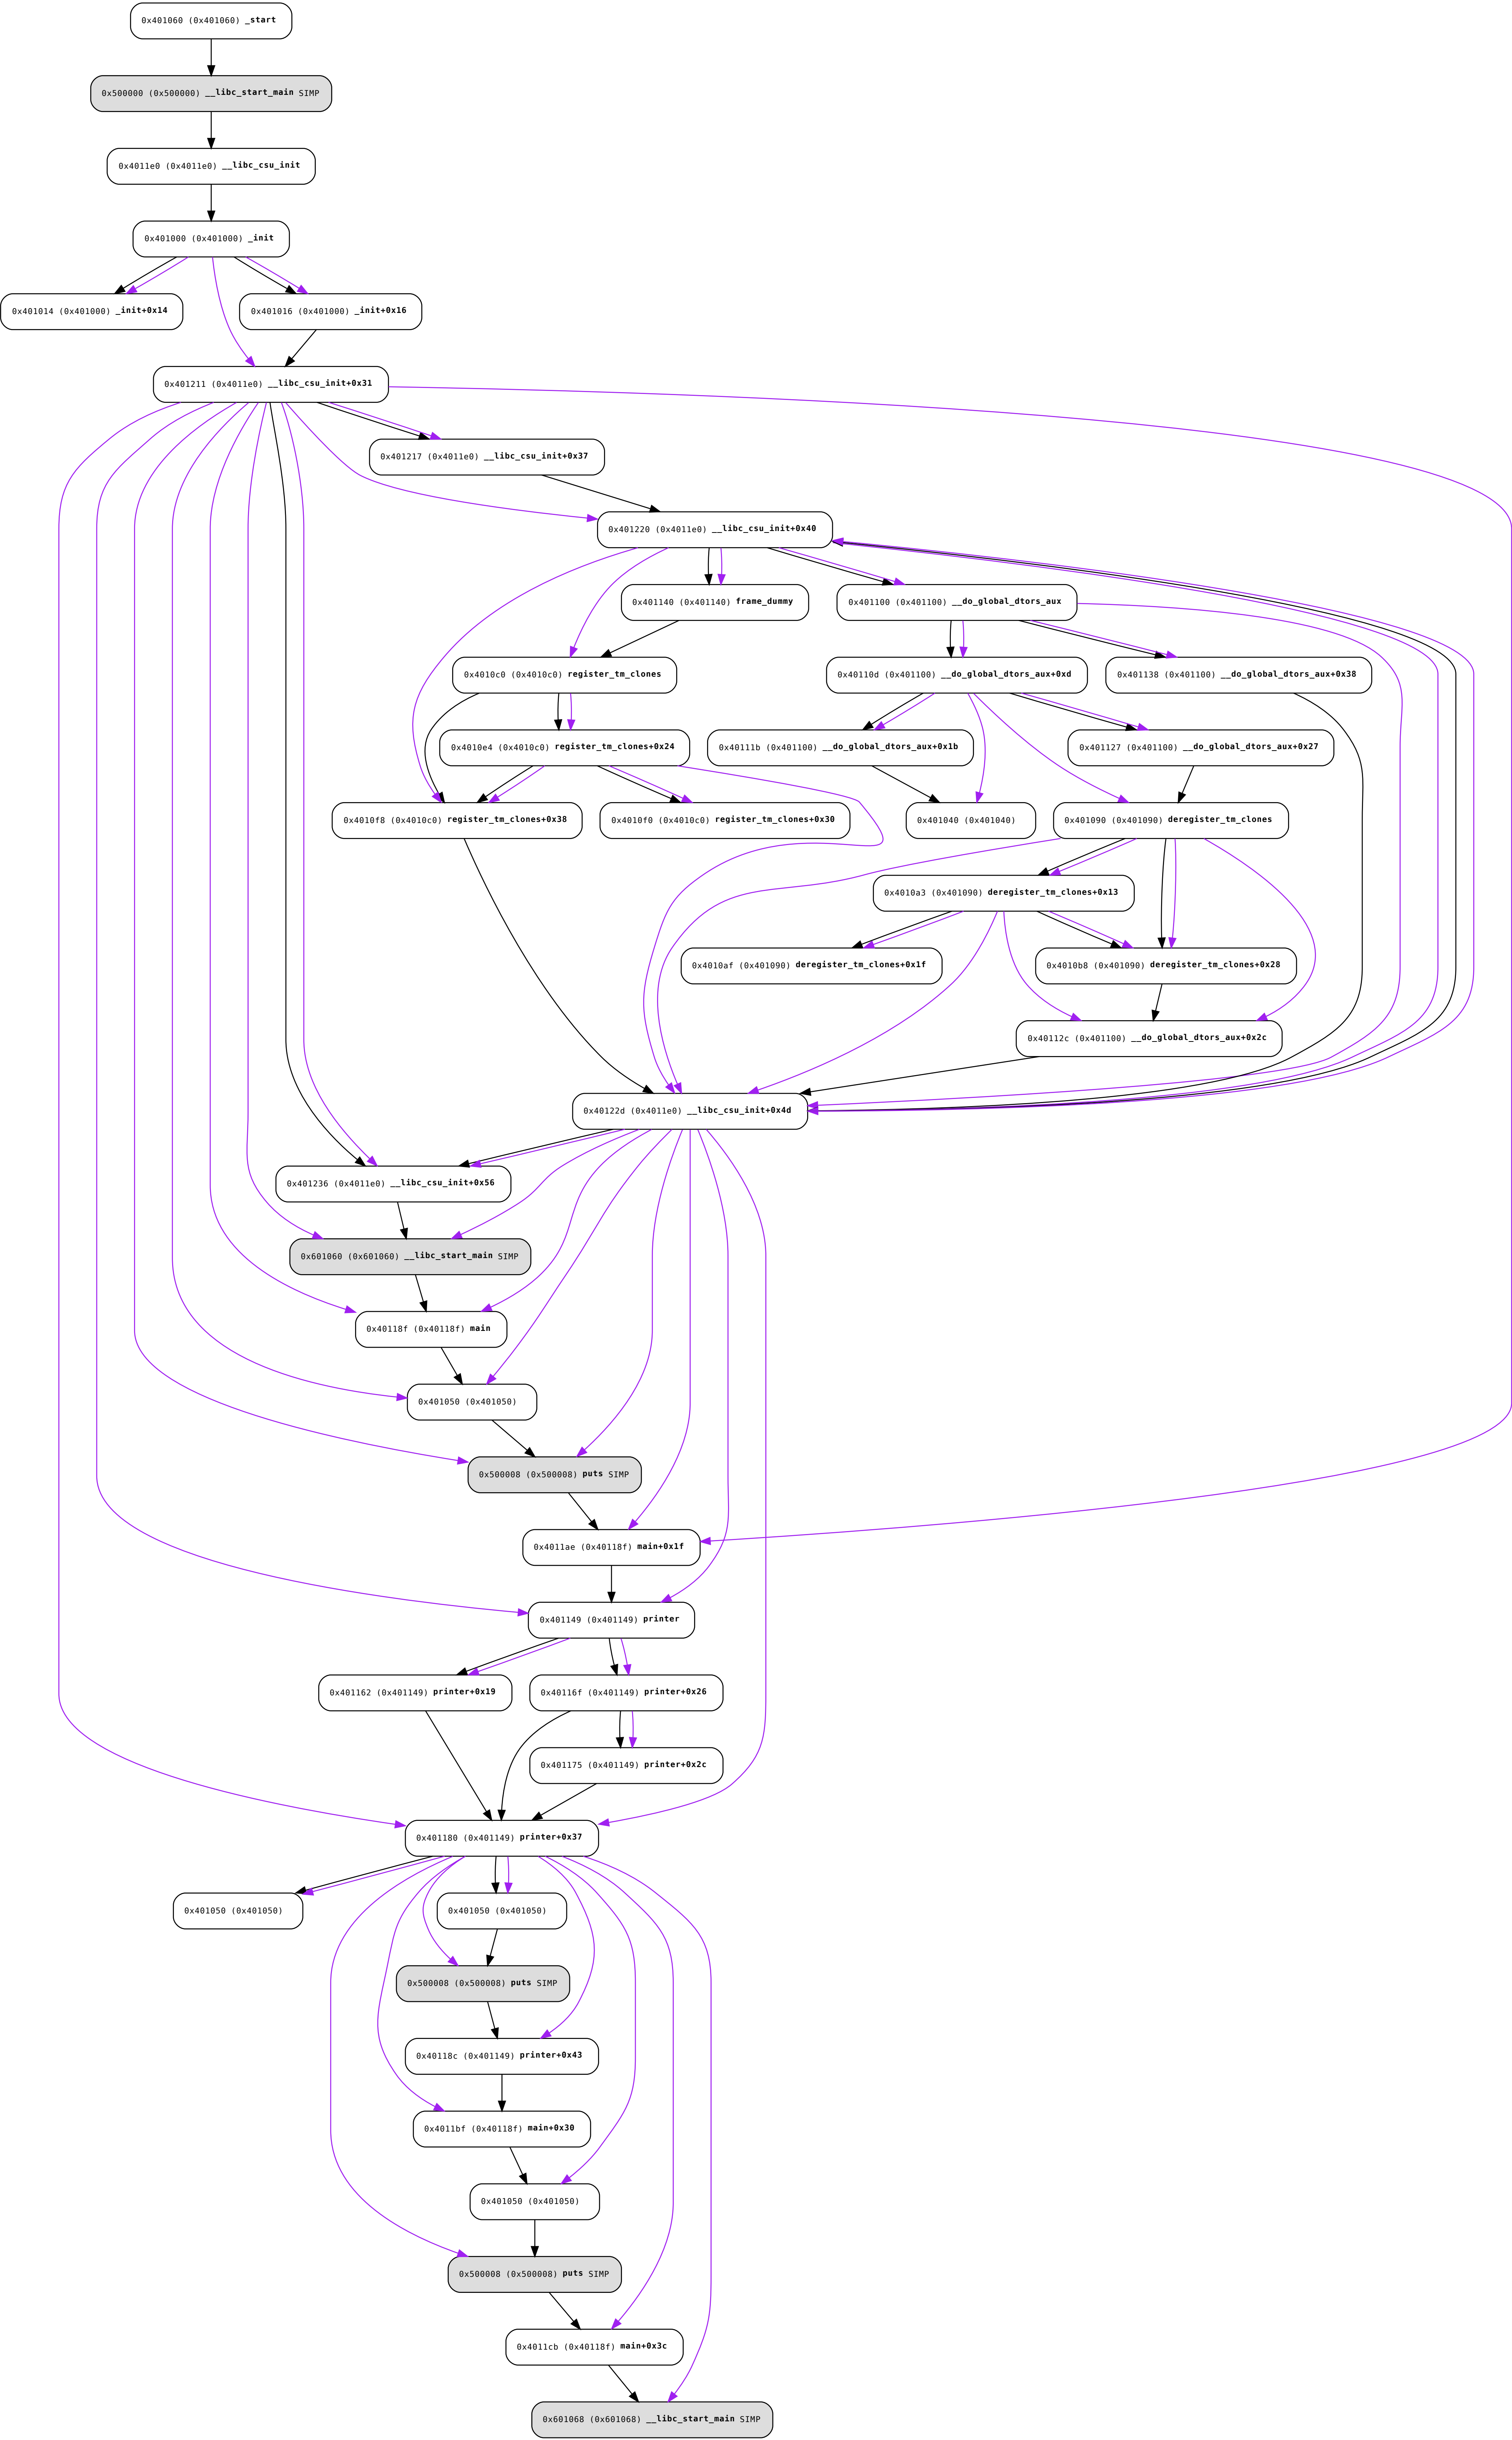 0x401060 (0x401060) _start
0x500000 (0x500000) __libc_start_main SIMP
0x4011e0 (0x4011e0) __libc_csu_init
0x401000 (0x401000) _init
0x401014 (0x401000) _init+0x14
0x401016 (0x401000) _init+0x16
0x401211 (0x4011e0) __libc_csu_init+0x31
0x401217 (0x4011e0) __libc_csu_init+0x37
0x401220 (0x4011e0) __libc_csu_init+0x40
0x401140 (0x401140) frame_dummy
0x401100 (0x401100) __do_global_dtors_aux
0x4010c0 (0x4010c0) register_tm_clones
0x40110d (0x401100) __do_global_dtors_aux+0xd
0x401138 (0x401100) __do_global_dtors_aux+0x38
0x4010e4 (0x4010c0) register_tm_clones+0x24
0x40111b (0x401100) __do_global_dtors_aux+0x1b
0x401127 (0x401100) __do_global_dtors_aux+0x27
0x4010f8 (0x4010c0) register_tm_clones+0x38
0x4010f0 (0x4010c0) register_tm_clones+0x30
0x401040 (0x401040)
0x401090 (0x401090) deregister_tm_clones
0x4010a3 (0x401090) deregister_tm_clones+0x13
0x4010af (0x401090) deregister_tm_clones+0x1f
0x4010b8 (0x401090) deregister_tm_clones+0x28
0x40112c (0x401100) __do_global_dtors_aux+0x2c
0x40122d (0x4011e0) __libc_csu_init+0x4d
0x401236 (0x4011e0) __libc_csu_init+0x56
0x601060 (0x601060) __libc_start_main SIMP
0x40118f (0x40118f) main
0x401050 (0x401050)
0x500008 (0x500008) puts SIMP
0x4011ae (0x40118f) main+0x1f
0x401149 (0x401149) printer
0x401162 (0x401149) printer+0x19
0x40116f (0x401149) printer+0x26
0x401175 (0x401149) printer+0x2c
0x401180 (0x401149) printer+0x37
0x401050 (0x401050)
0x401050 (0x401050)
0x500008 (0x500008) puts SIMP
0x40118c (0x401149) printer+0x43
0x4011bf (0x40118f) main+0x30
0x401050 (0x401050)
0x500008 (0x500008) puts SIMP
0x4011cb (0x40118f) main+0x3c
0x601068 (0x601068) __libc_start_main SIMP